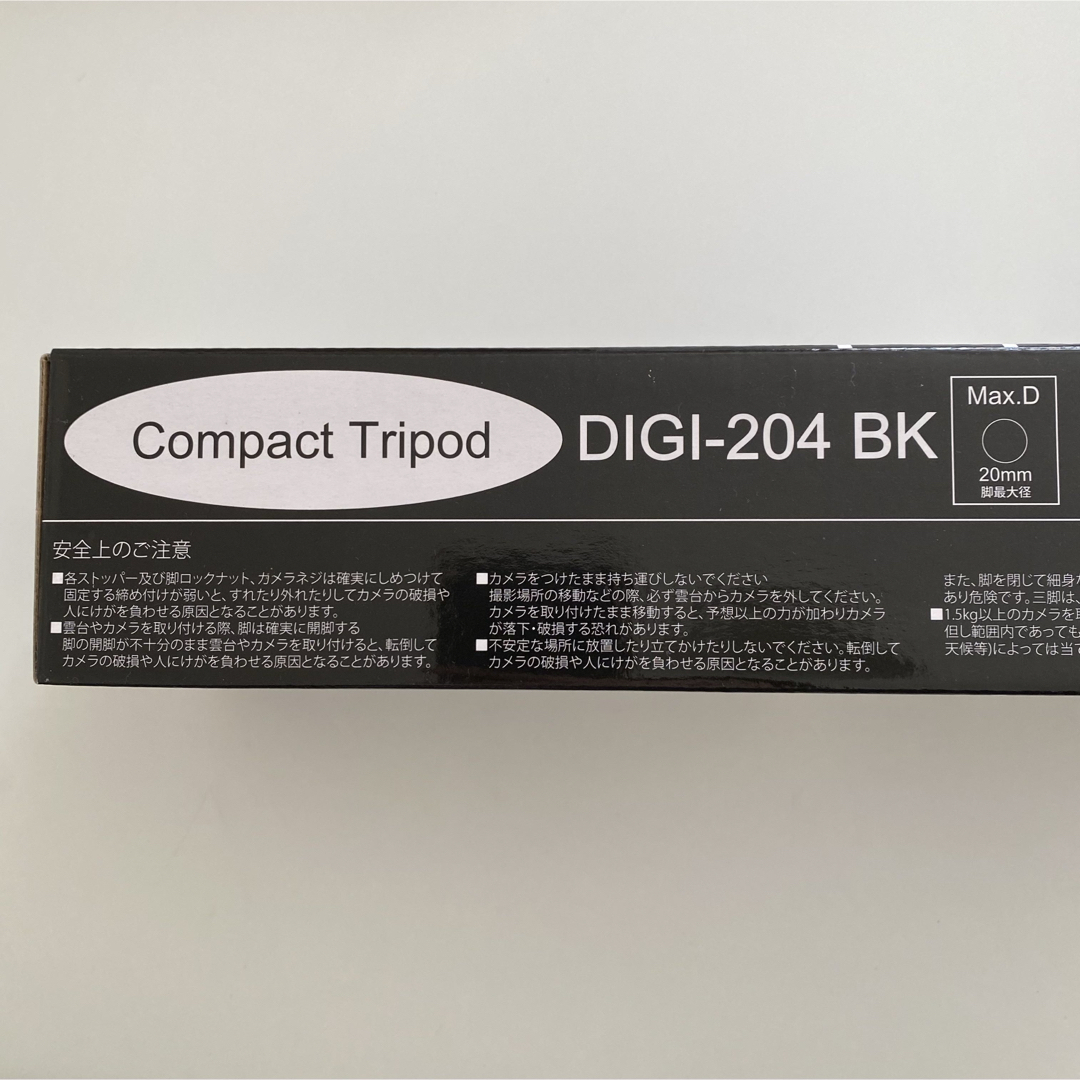 Compact Tripod
DIGI-204 BK
Max.D
20mm
脚最大径
安全上のご注意
■各ストッパー及び脚ロックナット、カメラネジは確実にしめつけて
固定する締め付けが弱いと、すれたり外れたりしてカメラの破損や
人にけがを負わせる原因となることがあります。
■雲台やカメラを取り付ける際、脚は確実に開脚する
脚の開脚が不十分のまま雲台やカメラを取り付けると、転倒して
カメラの破損や人にけがを負わせる原因となることがあります。
■カメラをつけたまま持ち運びしないでください
撮影場所の移動などの際、必ず雲台からカメラを外してください。
カメラを取り付けたまま移動すると、予想以上の力が加わりカメラ
が落下・破損する恐れがあります。
■不安定な場所に放置したり立てかけたりしないでください。転倒して
カメラの破損や人にけがを負わせる原因となることがあります。
また、脚を閉じて細身
あり危険です。三脚は、
■1.5kg以上のカメラを
但し範囲内であっても
天候等)によっては当